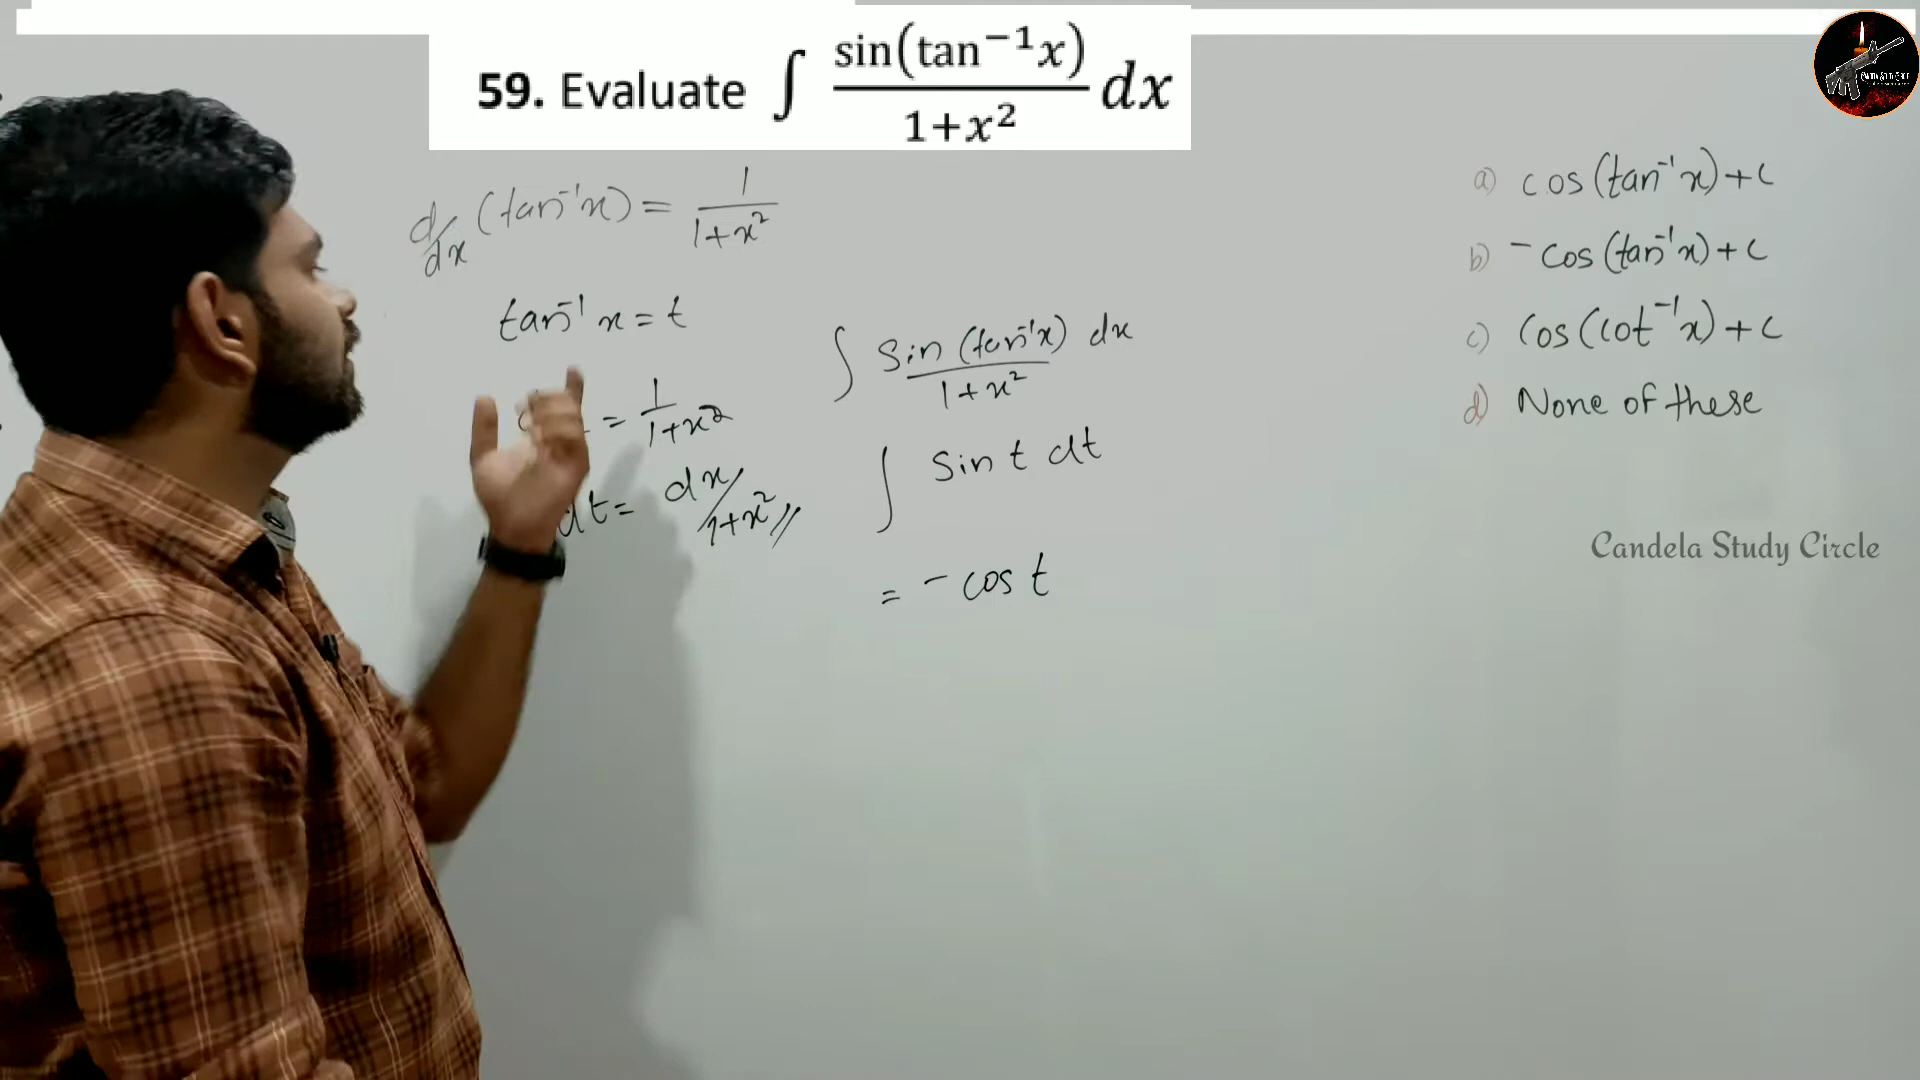 59. Evaluate ∫ sin(tan⁻¹x)/1+x² dx
d/dx (tan⁻¹x) = 1/1+x²
tan⁻¹ x = t
= 1/1+x²
dt = dx/1+x²
∫ Sin (tan⁻¹x) dx/1+x²
∫ Sin t dt
= - cos t
a) cos (tan⁻¹x)+c
b) -cos (tan⁻¹x)+c
c) Cos (cot⁻¹x)+c
d) None of these
Candela Study Circle